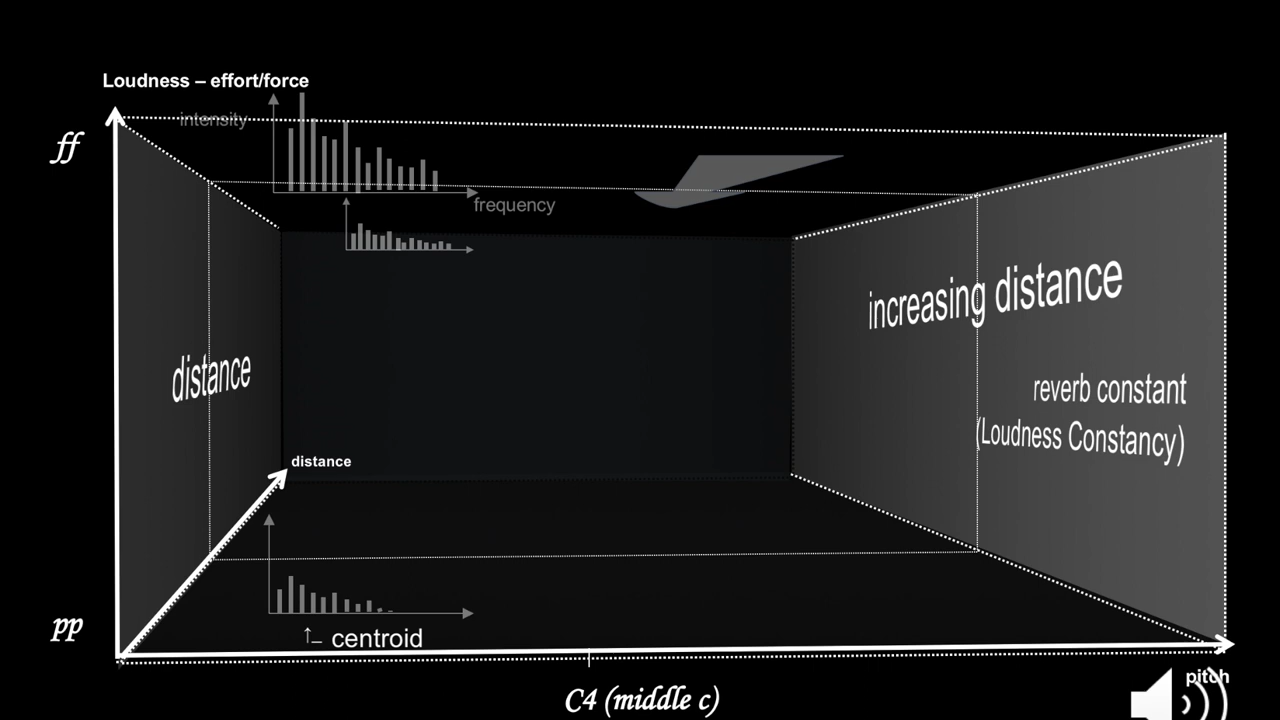 Loudness – effort/force
intensity
ff
frequency
increasing distance
distance
reverb constant
(Loudness Constancy)
distance
pp
↑_ centroid
pitch
C4 (middle c)